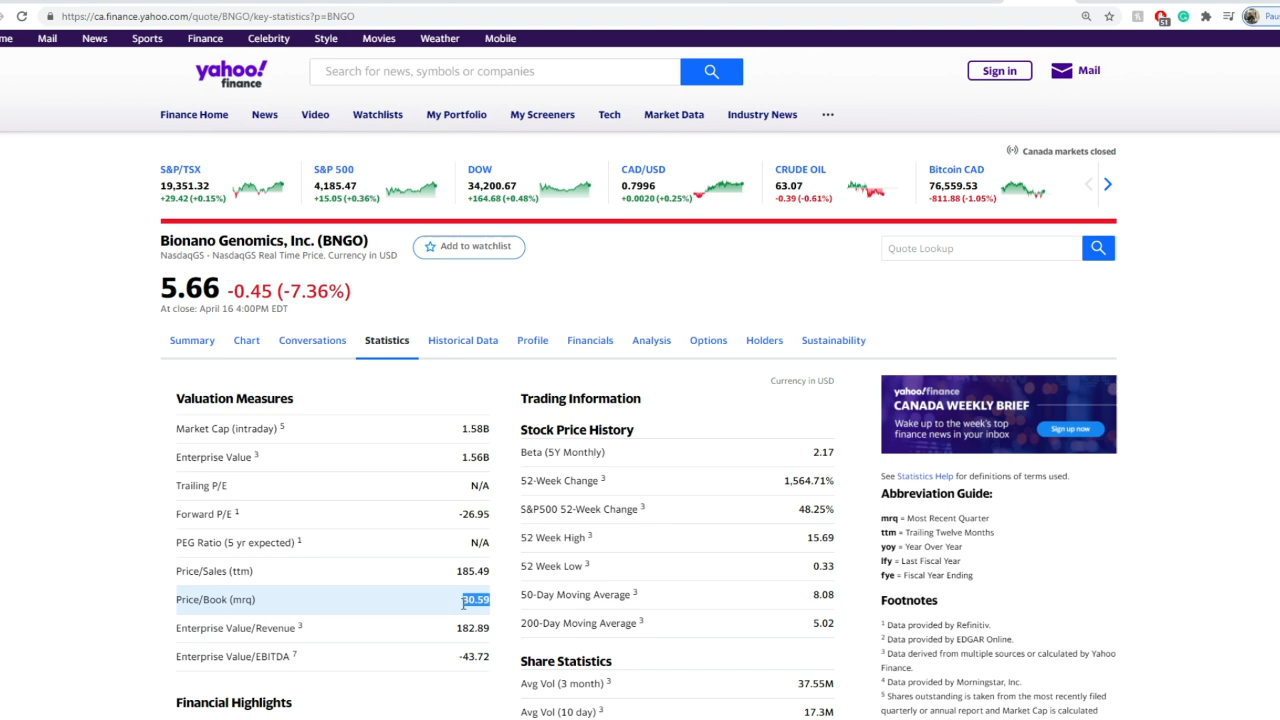 https://ca.finance.yahoo.com/quote/BNGO/key-statistics?p=BNGO
51
Mail News Sports Finance Celebrity Style Movies Weather Mobile
yahoo! finance
Search for news, symbols or companies
Sign in
Mail
Finance Home News Video Watchlists My Portfolio My Screeners Tech Market Data Industry News ...
Canada markets closed
S&P/TSX
19,351.32
+29.42 (+0.15%)
S&P 500
4,185.47
+15.05 (+0.36%)
DOW
34,200.67
+164.68 (+0.48%)
CAD/USD
0.7996
+0.0020 (+0.25%)
CRUDE OIL
63.07
-0.39 (-0.61%)
Bitcoin CAD
76,559.53
-811.88 (-1.05%)
Bionano Genomics, Inc. (BNGO)
NasdaqGS - NasdaqGS Real Time Price. Currency in USD
Add to watchlist
Quote Lookup
5.66 -0.45 (-7.36%)
At close: April 16 4:00PM EDT
Summary Chart Conversations Statistics Historical Data Profile Financials Analysis Options Holders Sustainability
Currency in USD
Valuation Measures
Market Cap (intraday) 5 1.58B
Enterprise Value 3 1.56B
Trailing P/E N/A
Forward P/E 1 -26.95
PEG Ratio (5 yr expected) 1 N/A
Price/Sales (ttm) 185.49
Price/Book (mrq) 30.59
Enterprise Value/Revenue 3 182.89
Enterprise Value/EBITDA 7 -43.72
Financial Highlights
Trading Information
Stock Price History
Beta (5Y Monthly) 2.17
52-Week Change 3 1,564.71%
S&P500 52-Week Change 3 48.25%
52 Week High 3 15.69
52 Week Low 3 0.33
50-Day Moving Average 3 8.08
200-Day Moving Average 3 5.02
Share Statistics
Avg Vol (3 month) 3 37.55M
Avg Vol (10 day) 3 17.3M
yahoo!finance
CANADA WEEKLY BRIEF
Wake up to the week's top
finance news in your inbox
Sign up now
See Statistics Help for definitions of terms used.
Abbreviation Guide:
mrq = Most Recent Quarter
ttm = Trailing Twelve Months
yoy = Year Over Year
lfy = Last Fiscal Year
fye = Fiscal Year Ending
Footnotes
1 Data provided by Refinitiv.
2 Data provided by EDGAR Online.
3 Data derived from multiple sources or calculated by Yahoo
Finance.
4 Data provided by Morningstar, Inc.
5 Shares outstanding is taken from the most recently filed
quarterly or annual report and Market Cap is calculated